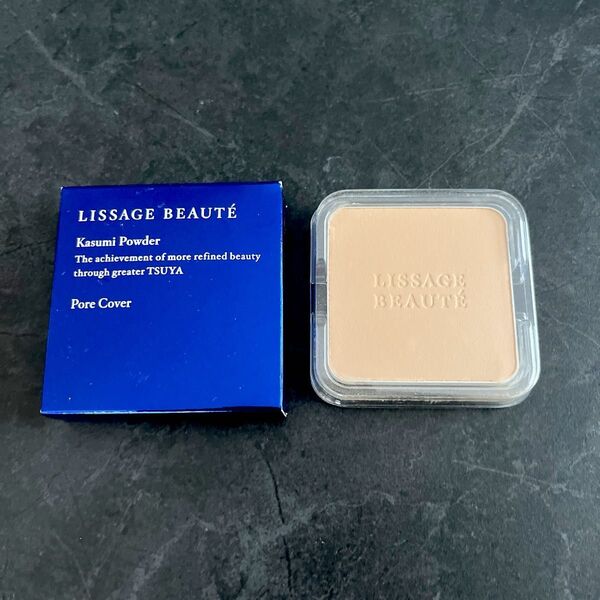 LISSAGE BEAUTÉ
Kasumi Powder
The achievement of more refined beauty
through greater TSUYA
Pore Cover
LISSAGE
BEAUTÉ